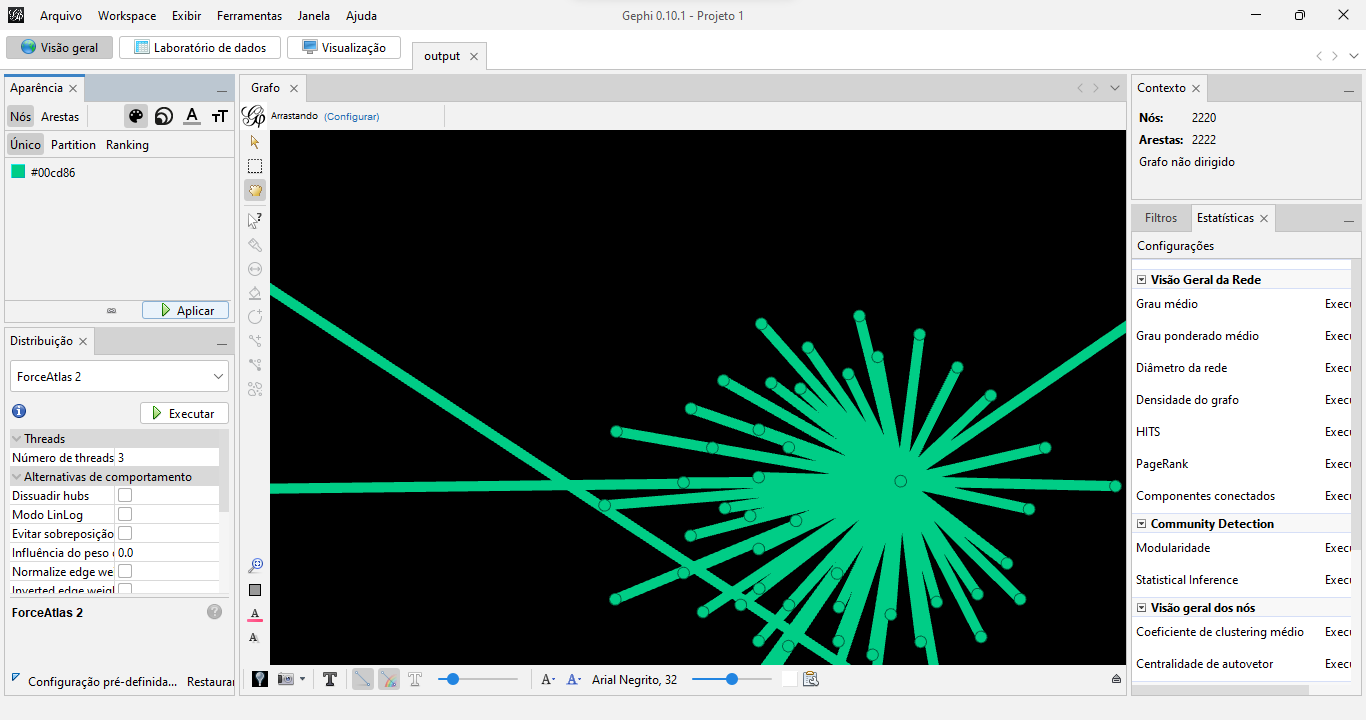 Arquivo Workspace Exibir Ferramentas Janela Ajuda
Gephi 0.10.1 - Projeto 1
Visão geral
Laboratório de dados
Visualização
output
Aparência
Nós Arestas
Único Partition Ranking
#00cd86
Aplicar
Distribuição
ForceAtlas 2
Executar
Threads
Número de threads 3
Alternativas de comportamento
Dissuadir hubs
Modo LinLog
Evitar sobreposição
Influência do peso 0.0
Normalize edge we
Inverted edge weigl
ForceAtlas 2
Configuração pré-definida...
Restaurar
Grafo
Arrastando (Configurar)
Arial Negrito, 32
Contexto
Nós: 2220
Arestas: 2222
Grafo não dirigido
Filtros
Estatísticas
Configurações
Visão Geral da Rede
Grau médio Execu
Grau ponderado médio Execu
Diâmetro da rede Execu
Densidade do grafo Execu
HITS Execu
PageRank Execu
Componentes conectados Execu
Community Detection
Modularidade Execu
Statistical Inference Execu
Visão geral dos nós
Coeficiente de clustering médio Execu
Centralidade de autovetor Execu